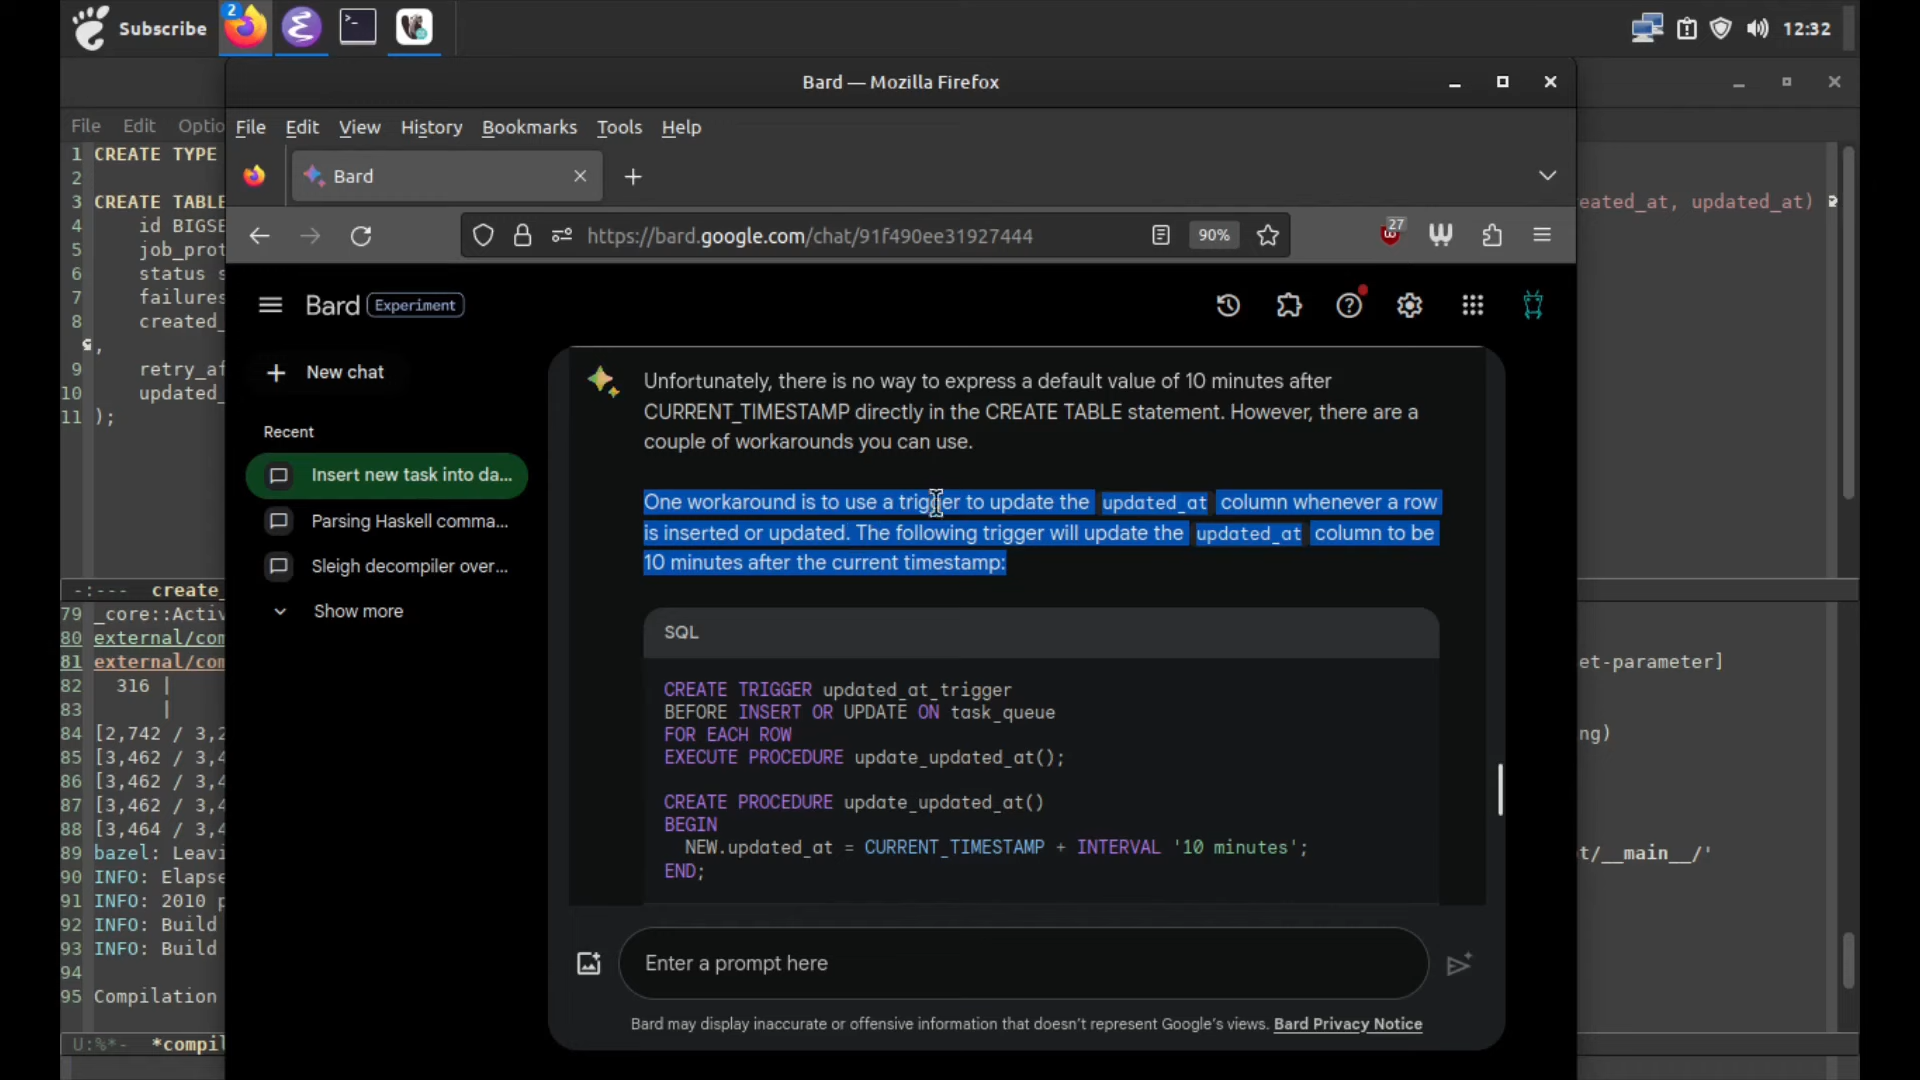 Subscribe
2
12:32
Bard — Mozilla Firefox
File Edit Optio
File Edit View History Bookmarks Tools Help
Bard
https://bard.google.com/chat/91f490ee31927444
90%
27
Bard Experiment
New chat
Recent
Insert new task into da...
Parsing Haskell comma...
Sleigh decompiler over...
Show more
Unfortunately, there is no way to express a default value of 10 minutes after
CURRENT_TIMESTAMP directly in the CREATE TABLE statement. However, there are a
couple of workarounds you can use.
One workaround is to use a trigger to update the updated_at column whenever a row
is inserted or updated. The following trigger will update the updated_at column to be
10 minutes after the current timestamp:
SQL
CREATE TRIGGER updated_at_trigger
BEFORE INSERT OR UPDATE ON task_queue
FOR EACH ROW
EXECUTE PROCEDURE update_updated_at();
CREATE PROCEDURE update_updated_at()
BEGIN
NEW.updated_at = CURRENT_TIMESTAMP + INTERVAL '10 minutes';
END;
Enter a prompt here
Bard may display inaccurate or offensive information that doesn't represent Google's views. Bard Privacy Notice
1 CREATE TYPE
2
3 CREATE TABLE
4 id BIGSE
5 job_prot
6 status s
7 failures
8 created_
,
9 retry_af
10 updated_
11 );
eated_at, updated_at)
-:--- create_
79 _core::Activ
80 external/com
81 external/com
82 316 |
83 |
84 [2,742 / 3,2
85 [3,462 / 3,4
86 [3,462 / 3,4
87 [3,462 / 3,4
88 [3,464 / 3,4
89 bazel: Leavi
90 INFO: Elapse
91 INFO: 2010 p
92 INFO: Build
93 INFO: Build
94
95 Compilation
et-parameter]
ng)
t/__main__/'
U:%*- *compil